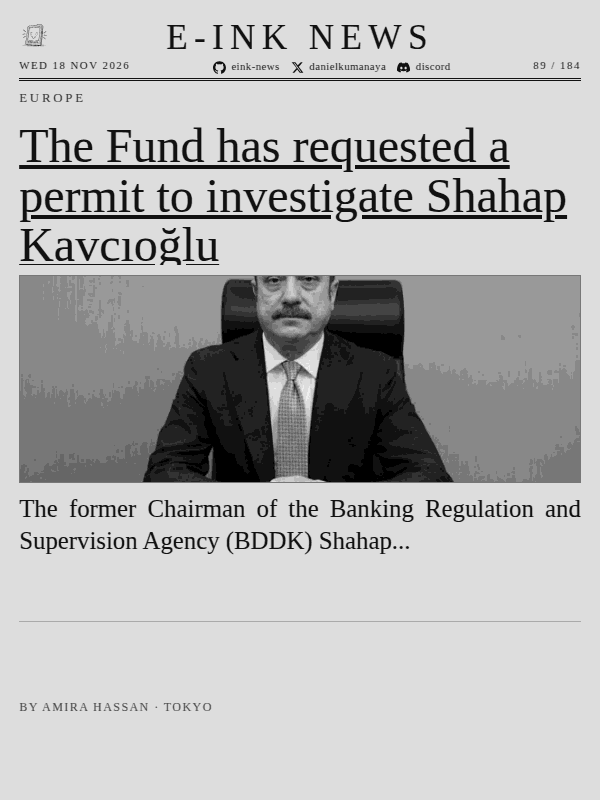 E-INK NEWS
WED 18 NOV 2026
eink-news
danielkumanaya
discord
89 / 184
EUROPE
The Fund has requested a
permit to investigate Shahap
Kavcıoğlu
The former Chairman of the Banking Regulation and
Supervision Agency (BDDK) Shahap...
BY AMIRA HASSAN · TOKYO